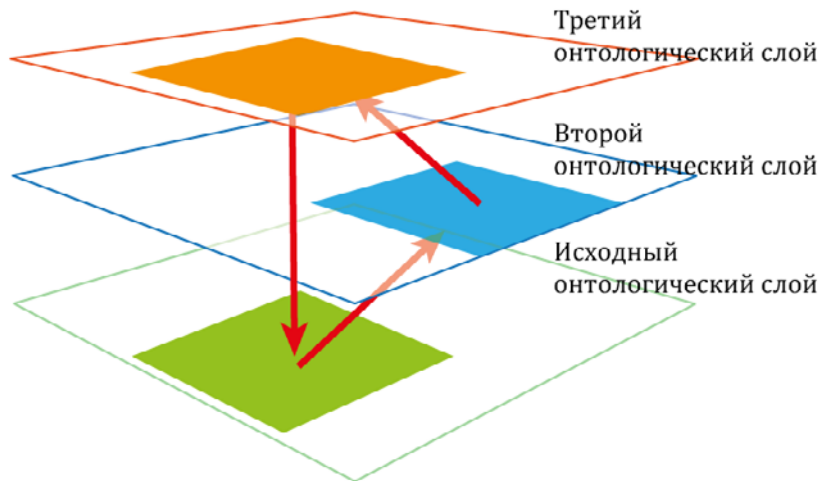 Третий
онтологический слой
Второй
онтологический слой
Исходный
онтологический слой